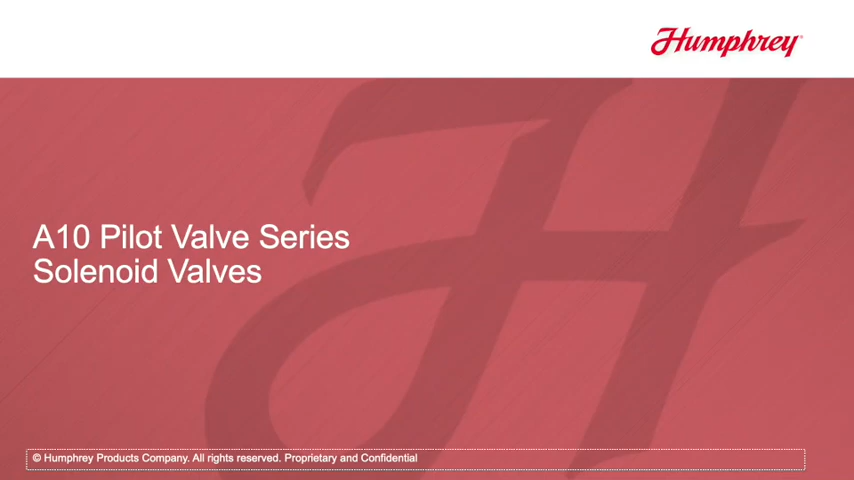 Humphrey®
A10 Pilot Valve Series
Solenoid Valves
© Humphrey Products Company. All rights reserved. Proprietary and Confidential